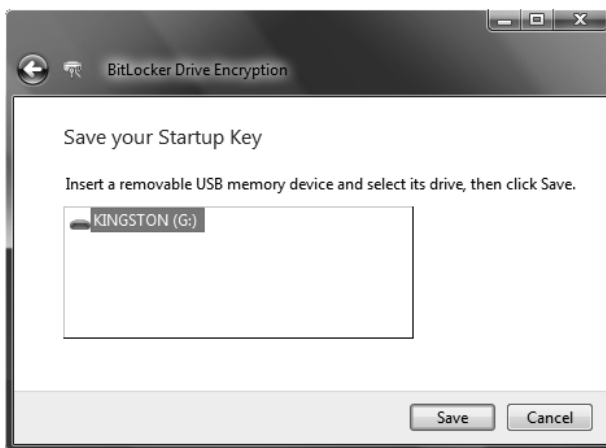 BitLocker Drive Encryption
Save your Startup Key
Insert a removable USB memory device and select its drive, then click Save.
KINGSTON (G:)
Save
Cancel